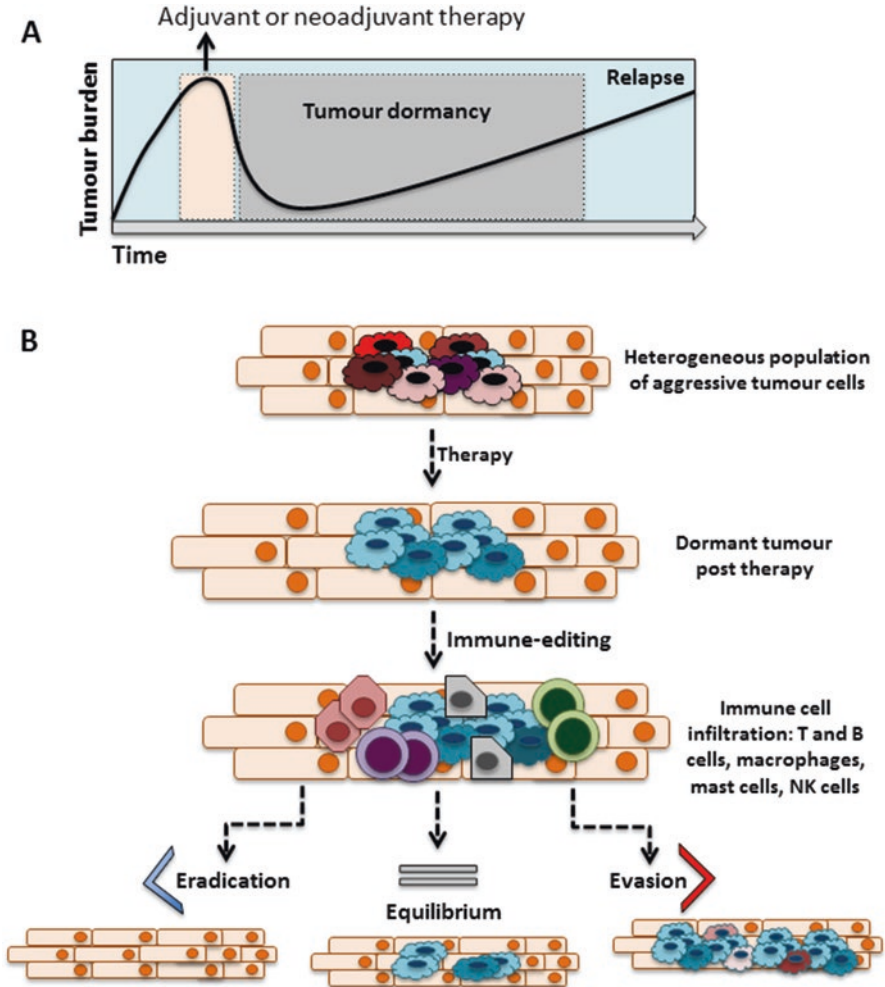 A
Adjuvant or neoadjuvant therapy
Tumour burden
Tumour dormancy
Relapse
Time
B
Heterogeneous population
of aggressive tumour cells
Therapy
Dormant tumour
post therapy
Immune-editing
Immune cell
infiltration: T and B
cells, macrophages,
mast cells, NK cells
Eradication
Equilibrium
Evasion